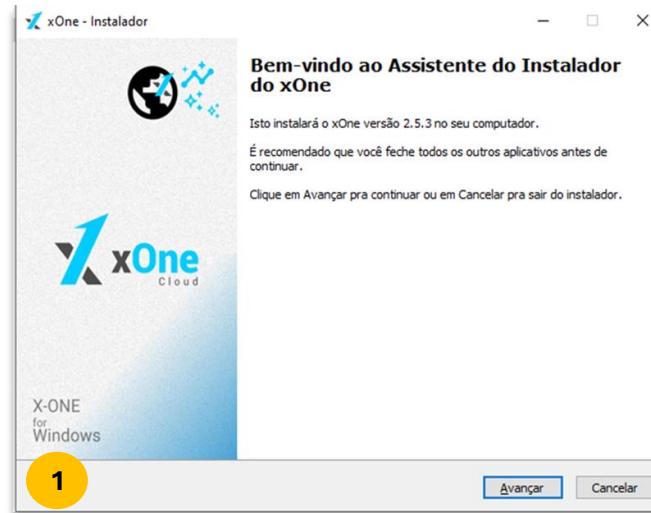 xOne - Instalador
Bem-vindo ao Assistente do Instalador
do xOne
Isto instalará o xOne versão 2.5.3 no seu computador.
É recomendado que você feche todos os outros aplicativos antes de
continuar.
Clique em Avançar pra continuar ou em Cancelar pra sair do instalador.
xOne
Cloud
X-ONE
for
Windows
1
Avançar
Cancelar